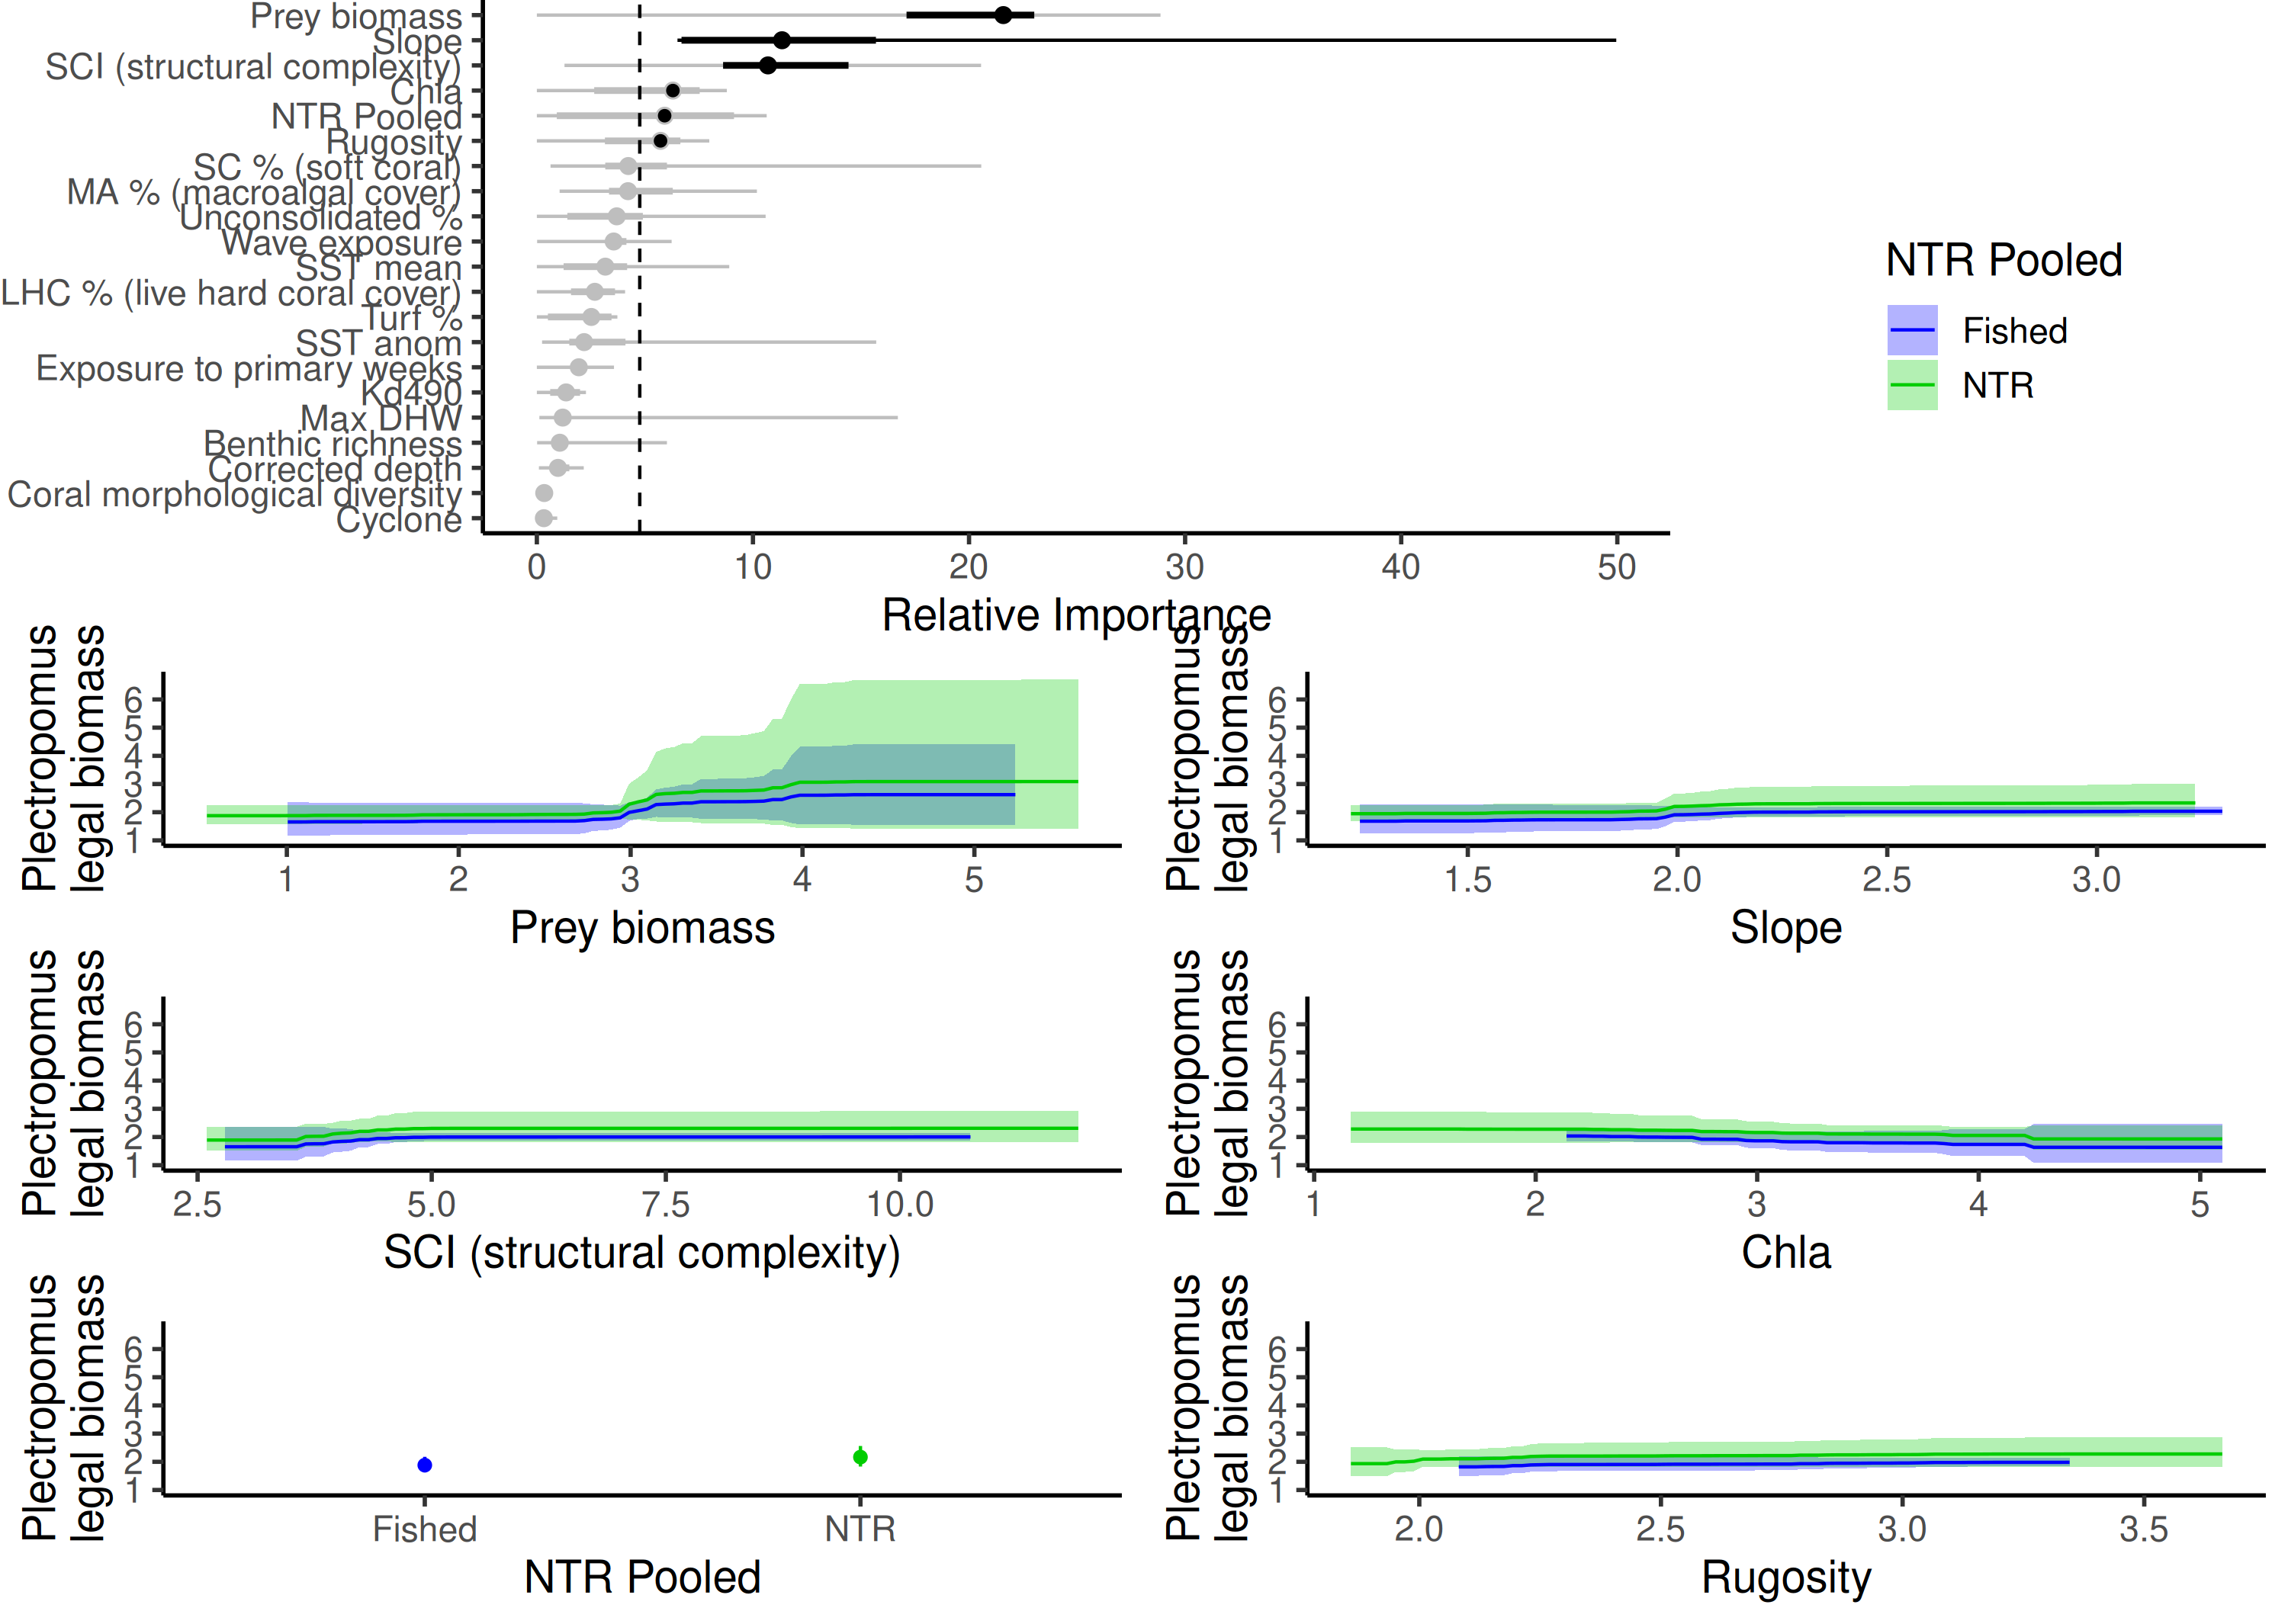 Prey biomass
Slope
SCI (structural complexity)
Chla
NTR Pooled
Rugosity
SC % (soft coral)
MA % (macroalgal cover)
Unconsolidated %
Wave exposure
SST mean
LHC % (live hard coral cover)
Turf %
SST anom
Exposure to primary weeks
Kd490
Max DHW
Benthic richness
Corrected depth
Coral morphological diversity
Cyclone
0 10 20 30 40 50
Relative Importance
NTR Pooled
Fished
NTR
Plectropomus
legal biomass
6
5
4
3
2
1
1 2 3 4 5
Prey biomass
Plectropomus
legal biomass
6
5
4
3
2
1
1.5 2.0 2.5 3.0
Slope
Plectropomus
legal biomass
6
5
4
3
2
1
2.5 5.0 7.5 10.0
SCI (structural complexity)
Plectropomus
legal biomass
6
5
4
3
2
1
1 2 3 4 5
Chla
Plectropomus
legal biomass
6
5
4
3
2
1
Fished NTR
NTR Pooled
Plectropomus
legal biomass
6
5
4
3
2
1
2.0 2.5 3.0 3.5
Rugosity